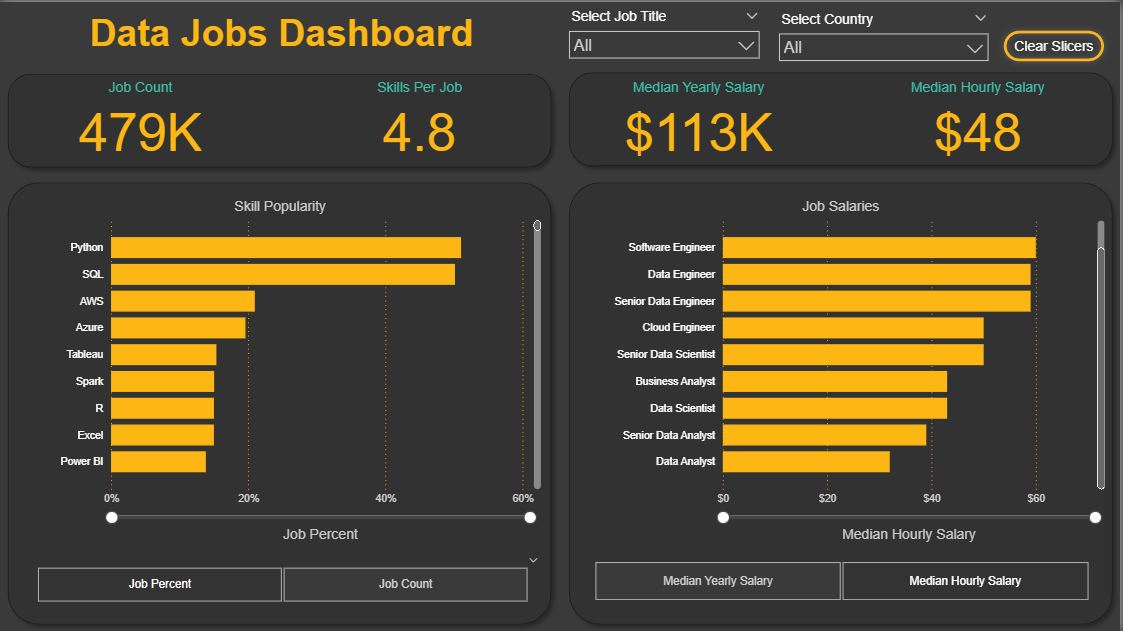 Data Jobs Dashboard
Select Job Title
All
Select Country
All
Clear Slicers
Job Count
479K
Skills Per Job
4.8
Median Yearly Salary
$113K
Median Hourly Salary
$48
Skill Popularity
Python
SQL
AWS
Azure
Tableau
Spark
R
Excel
Power BI
0% 20% 40% 60%
Job Percent
Job Percent
Job Count
Job Salaries
Software Engineer
Data Engineer
Senior Data Engineer
Cloud Engineer
Senior Data Scientist
Business Analyst
Data Scientist
Senior Data Analyst
Data Analyst
$0 $20 $40 $60
Median Hourly Salary
Median Yearly Salary
Median Hourly Salary